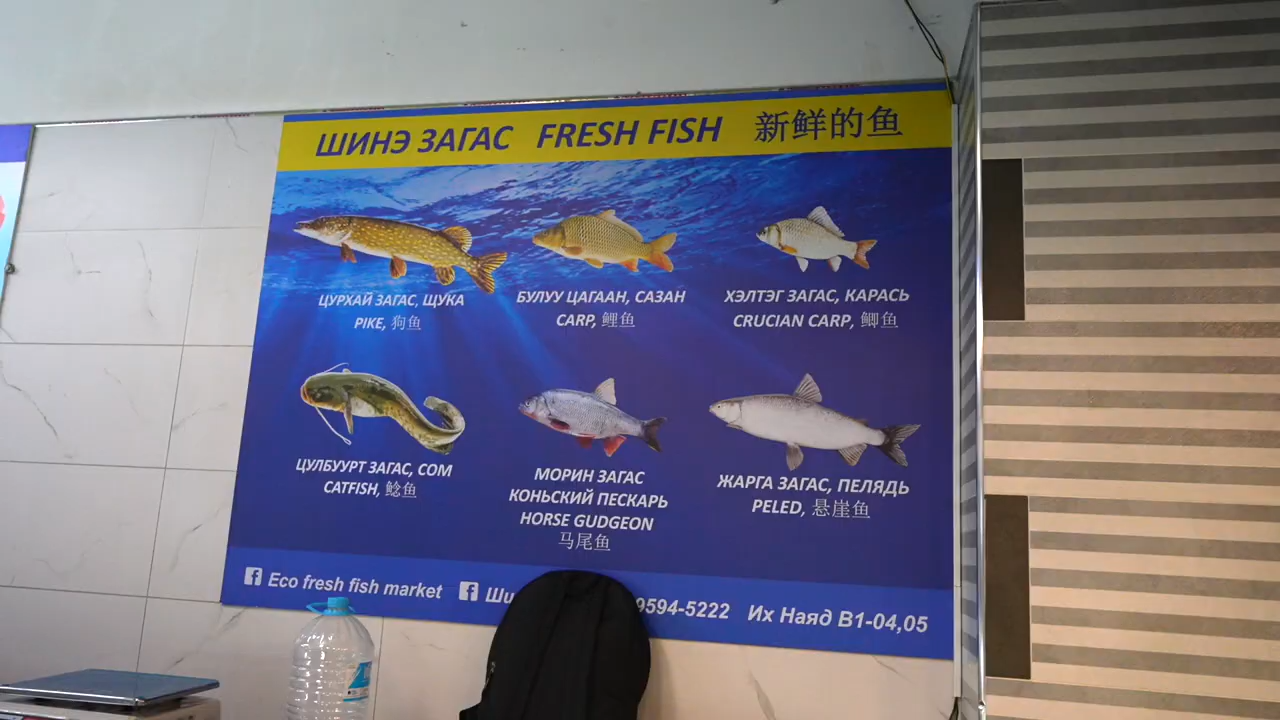 ШИНЭ ЗАГАС FRESH FISH 新鲜的鱼
ЦУРХАЙ ЗАГАС, ЩУКА
PIKE, 狗鱼
БУЛУУ ЦАГААН, САЗАН
CARP, 鲤鱼
ХЭЛТЭГ ЗАГАС, КАРАСЬ
CRUCIAN CARP, 鲫鱼
ЦУЛБУУРТ ЗАГАС, СОМ
CATFISH, 鲶鱼
МОРИН ЗАГАС
КОНЬСКИЙ ПЕСКАРЬ
HORSE GUDGEON
马尾鱼
ЖАРГА ЗАГАС, ПЕЛЯДЬ
PELED, 悬崖鱼
Eco fresh fish market 9594-5222 Их Наяд B1-04,05